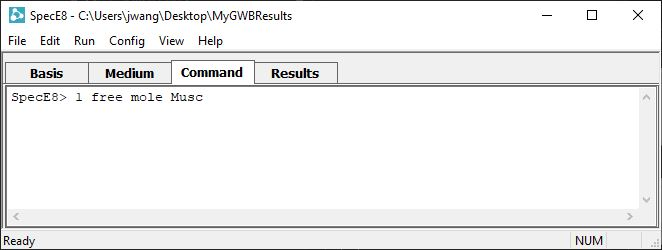 SpecE8 - C:\Users\jwang\Desktop\MyGWBResults
File Edit Run Config View Help
Basis Medium Command Results
SpecE8> 1 free mole Musc
Ready NUM